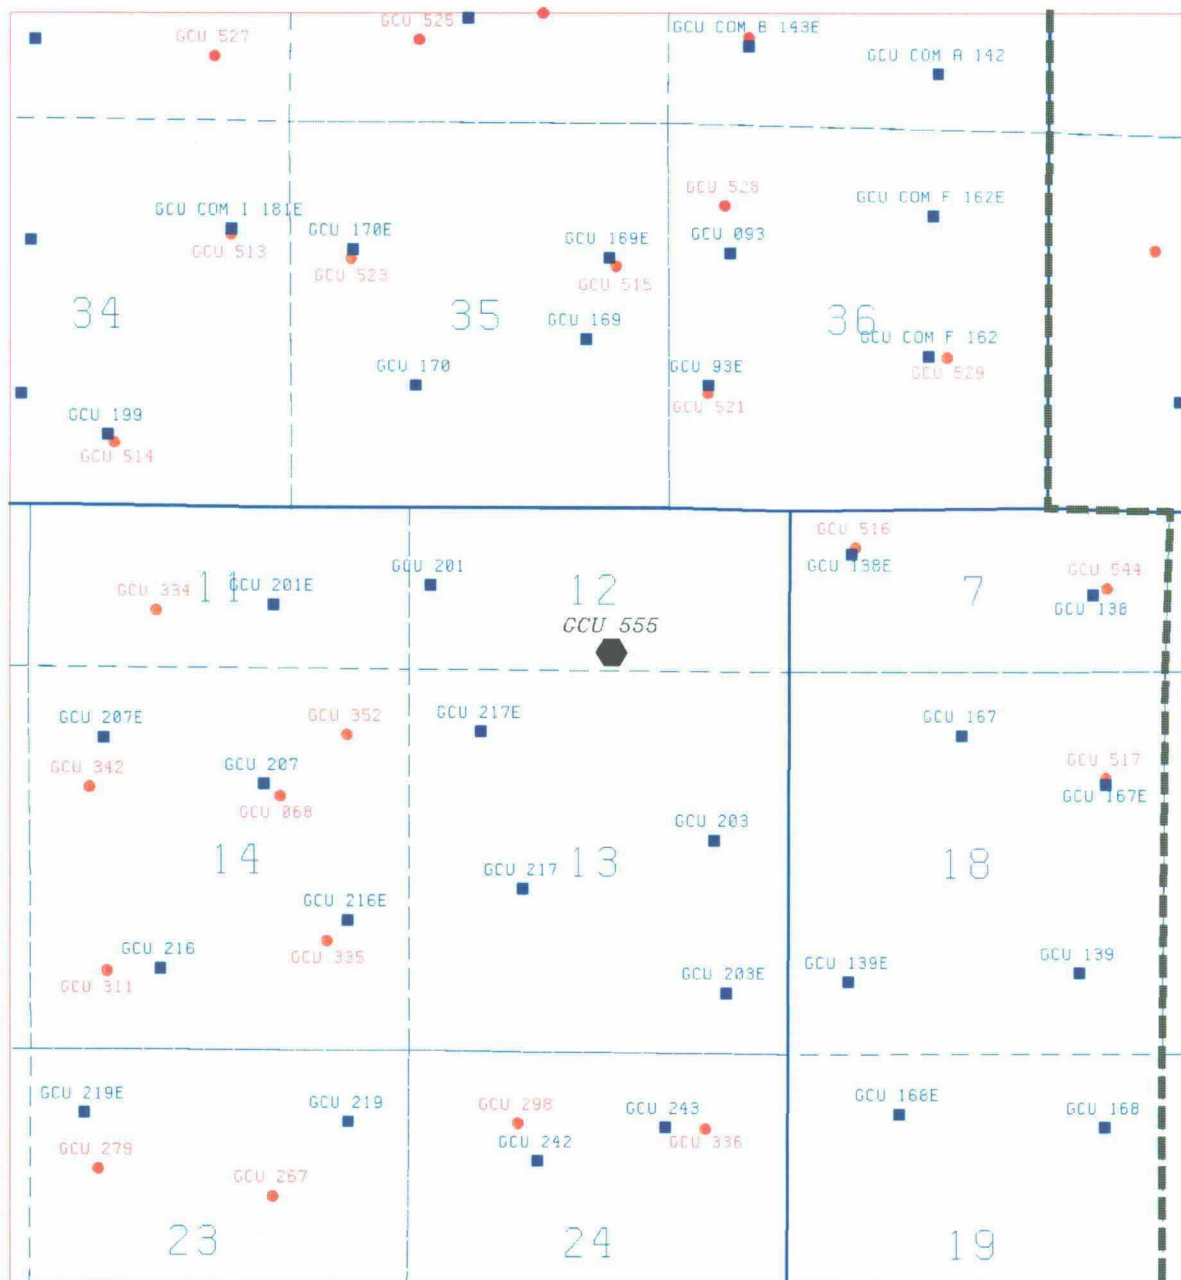 GCU 527
GCU 525
GCU COM B 143E
GCU COM A 142
GCU COM I 181E
GCU 513
GCU 170E
GCU 523
GCU 169E
GCU 515
GCU 528
GCU 093
GCU COM F 162E
34
35
36
GCU 169
GCU 170
GCU COM F 162
GCU 529
GCU 93E
GCU 521
GCU 199
GCU 514
GCU 516
GCU 138E
GCU 201
11
GCU 201E
GCU 334
12
7
GCU 544
GCU 138
GCU 555
GCU 207E
GCU 352
GCU 217E
GCU 167
GCU 342
GCU 207
GCU 068
GCU 517
GCU 167E
GCU 203
14
GCU 217
13
18
GCU 216E
GCU 335
GCU 216
GCU 311
GCU 203E
GCU 139E
GCU 139
GCU 219E
GCU 219
GCU 298
GCU 242
GCU 243
GCU 336
GCU 168E
GCU 168
GCU 279
GCU 267
23
24
19